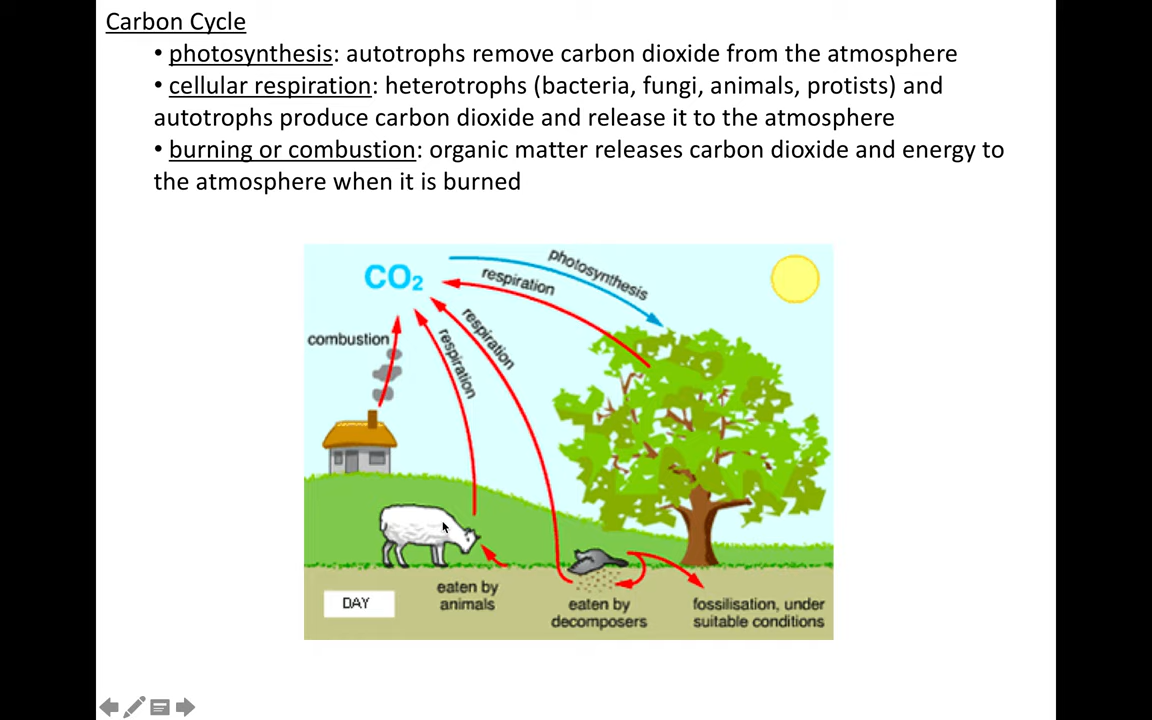 Carbon Cycle
• photosynthesis: autotrophs remove carbon dioxide from the atmosphere
• cellular respiration: heterotrophs (bacteria, fungi, animals, protists) and
autotrophs produce carbon dioxide and release it to the atmosphere
• burning or combustion: organic matter releases carbon dioxide and energy to
the atmosphere when it is burned
CO₂
photosynthesis
respiration
respiration
respiration
combustion
DAY
eaten by
animals
eaten by
decomposers
fossilisation, under
suitable conditions